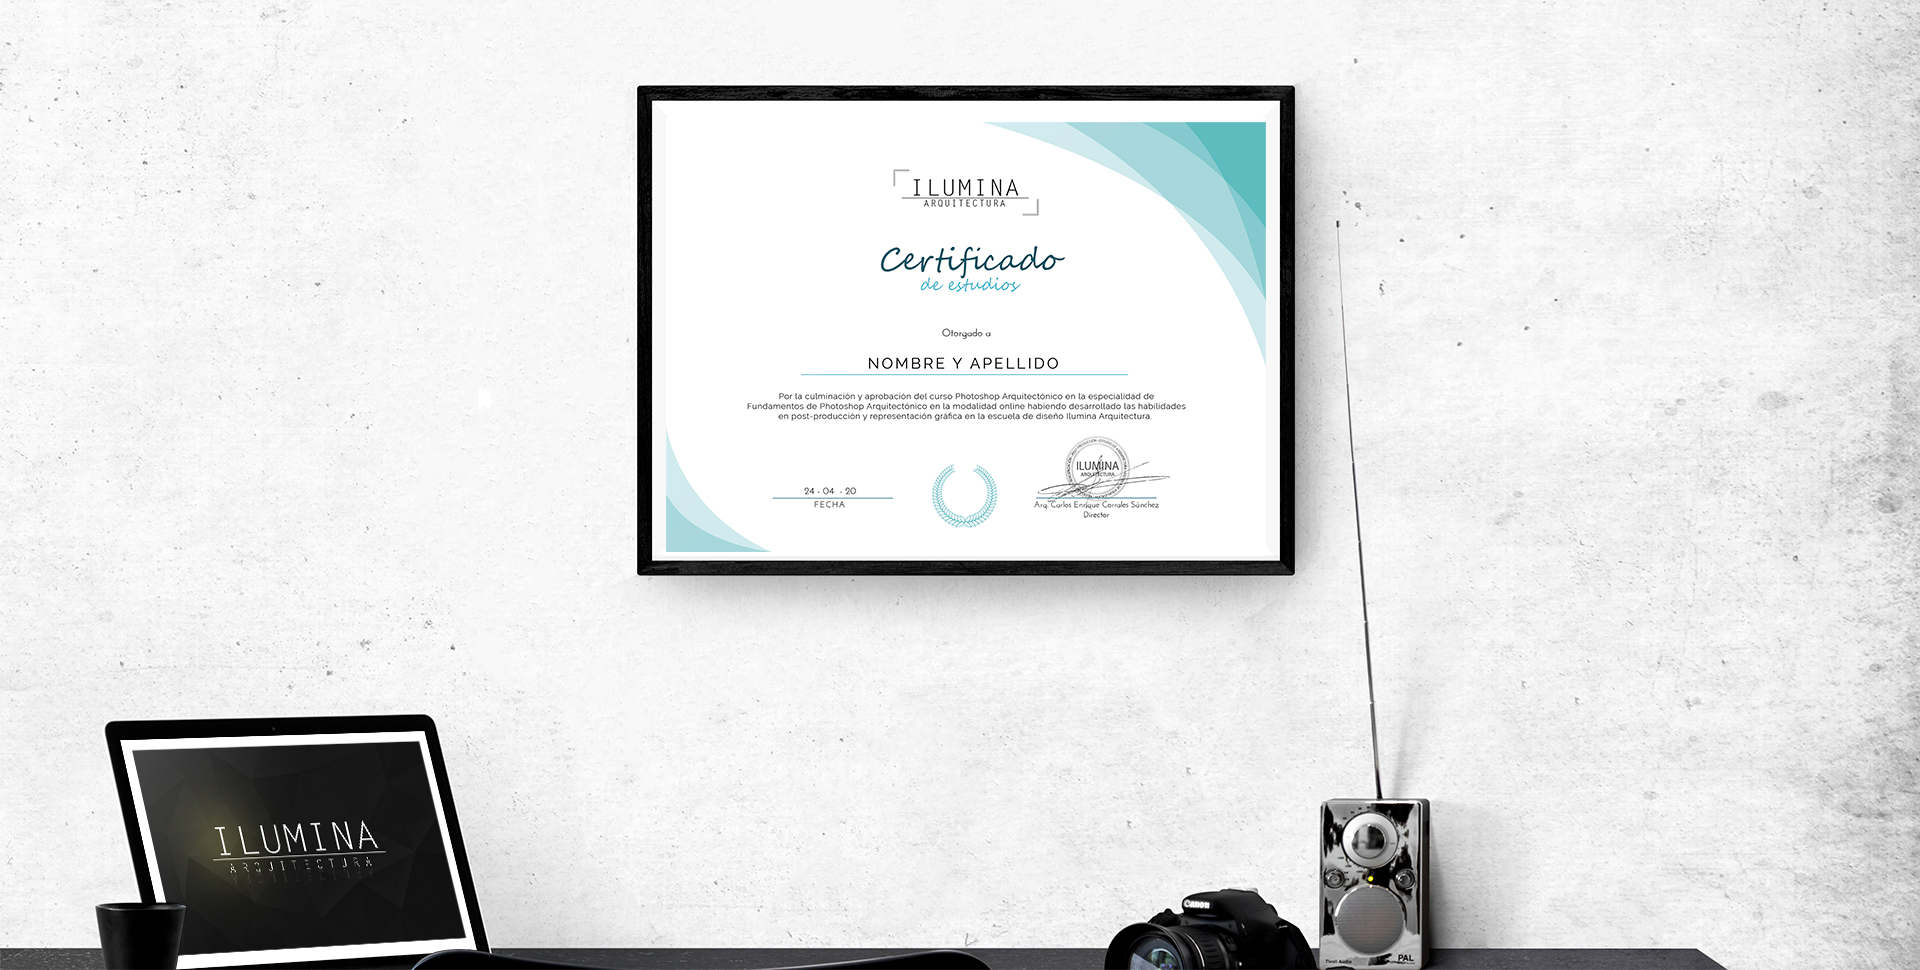 ILUMINA
ARQUITECTURA
Certificado
de estudios
Otorgado a
NOMBRE Y APELLIDO
Por la culminación y aprobación del curso Photoshop Arquitectónico en la especialidad de
Fundamentos de Photoshop Arquitectónico en la modalidad online habiendo desarrollado las habilidades
en post-producción y representación gráfica en la escuela de diseño Ilumina Arquitectura.
24 - 04 - 20
FECHA
ILUMINA
ARQUITECTURA
Arq. Carlos Enrique Corrales Sánchez
Director
ILUMINA
ARQUITECTURA
Canon
Tivoli Audio
PAL